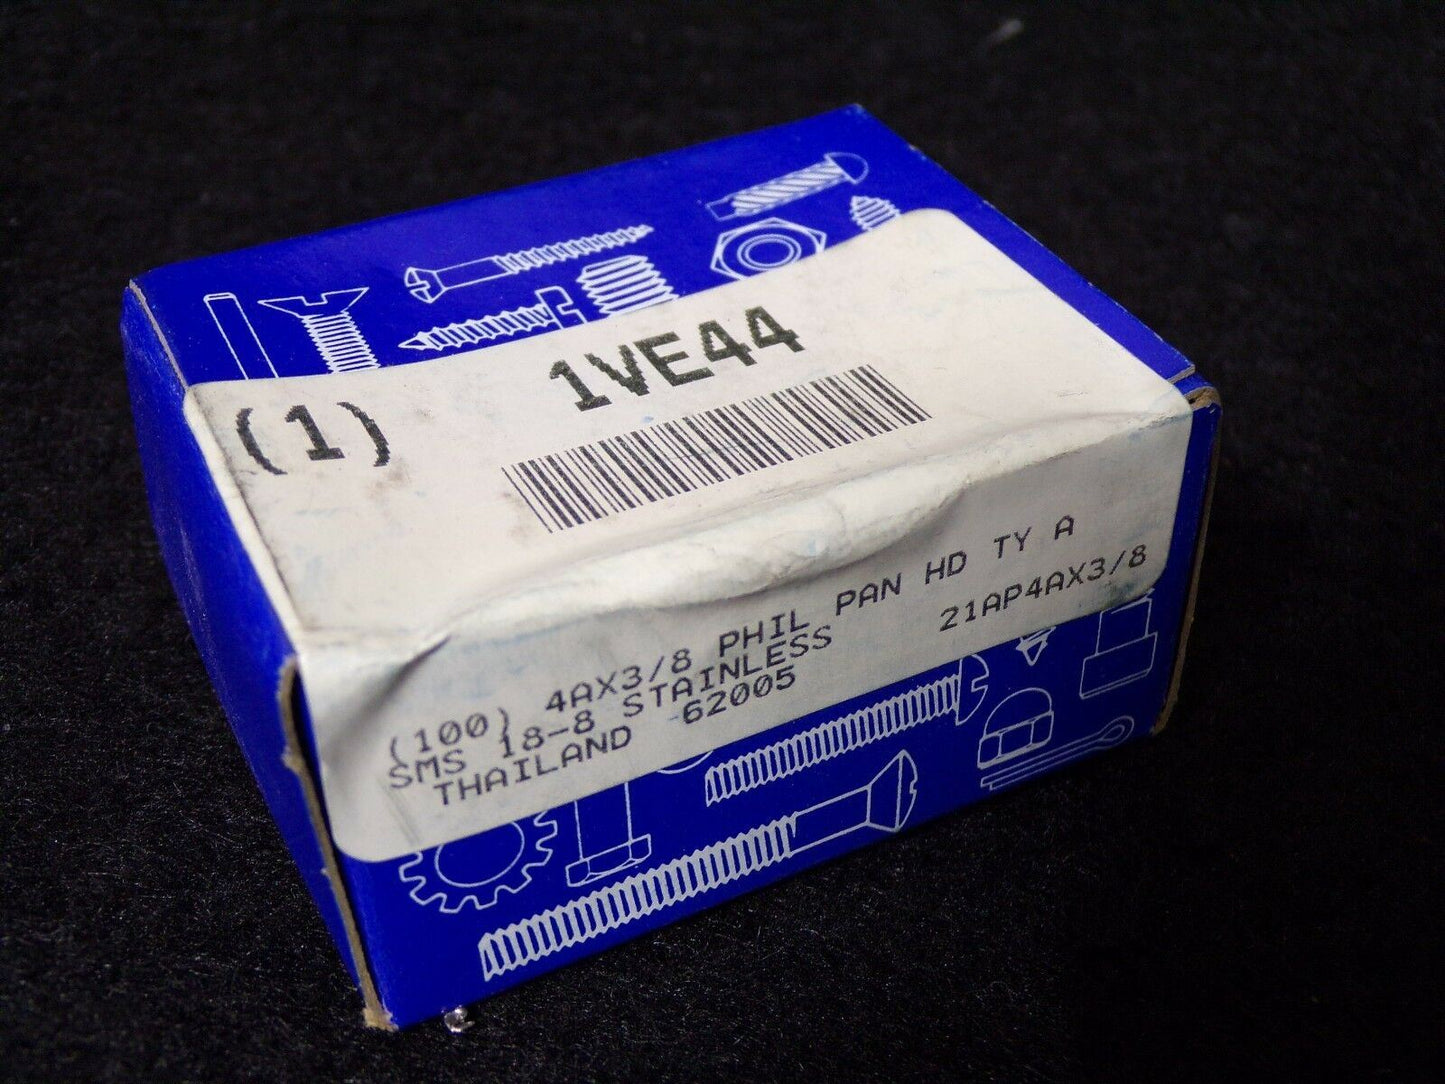 (1) 1VE44
(100) 4AX3/8 PHIL PAN HD TY A
SMS 18-8 STAINLESS 21AP4AX3/8
THAILAND 62005